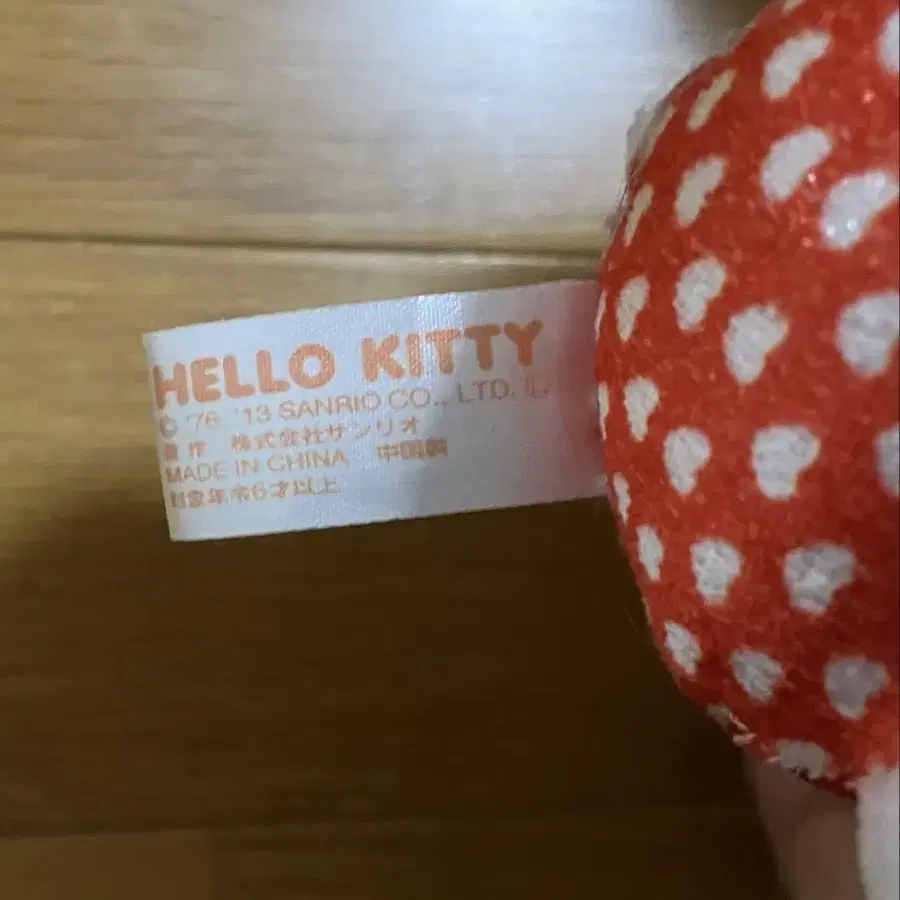 HELLO KITTY
© '76, '13 SANRIO CO., LTD. Ⓛ
著作 株式会社サンリオ
MADE IN CHINA 中国製
対象年令6才以上